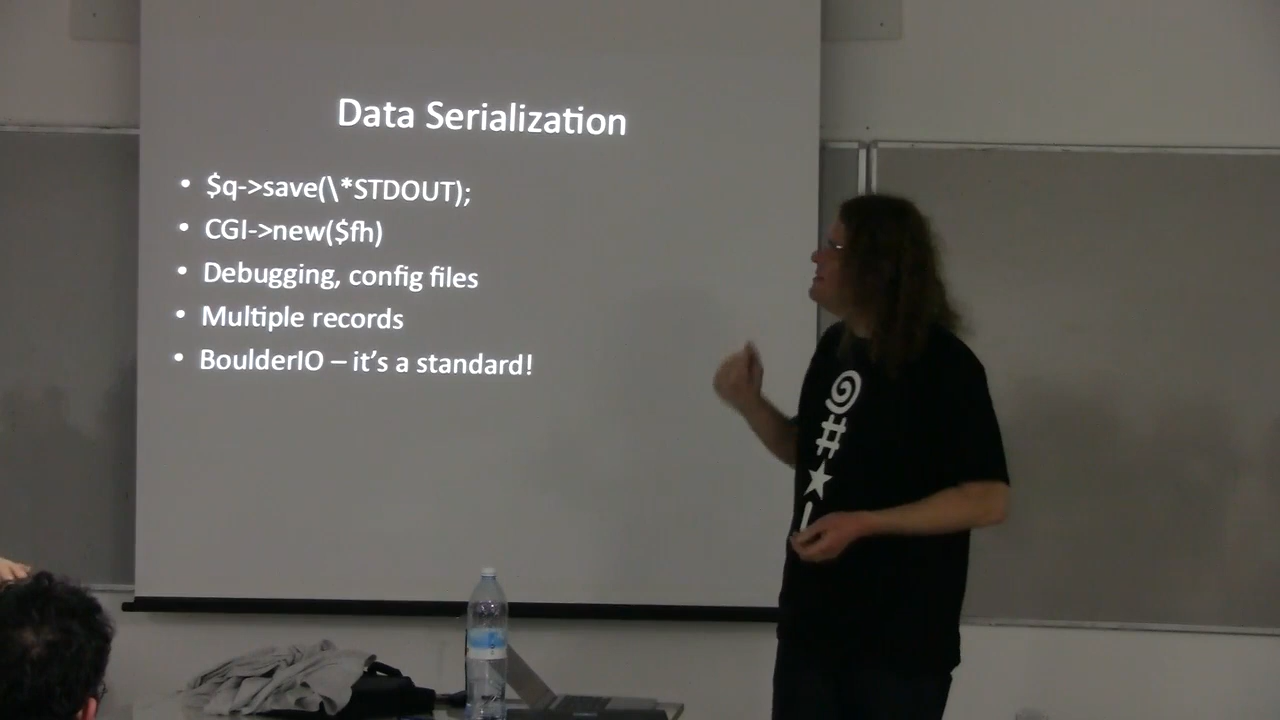 Data Serialization
• $q->save(\*STDOUT);
• CGI->new($fh)
• Debugging, config files
• Multiple records
• BoulderIO – it's a standard!
@#★!